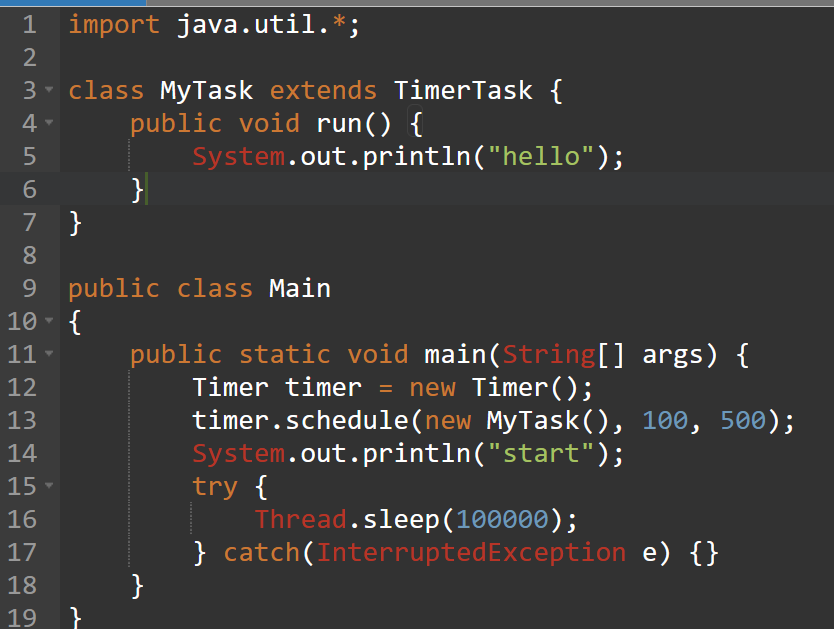 1 import java.util.*;
2
3 class MyTask extends TimerTask {
4     public void run() {
5         System.out.println("hello");
6     }
7 }
8
9 public class Main
10 {
11     public static void main(String[] args) {
12         Timer timer = new Timer();
13         timer.schedule(new MyTask(), 100, 500);
14         System.out.println("start");
15         try {
16             Thread.sleep(100000);
17         } catch(InterruptedException e) {}
18     }
19 }